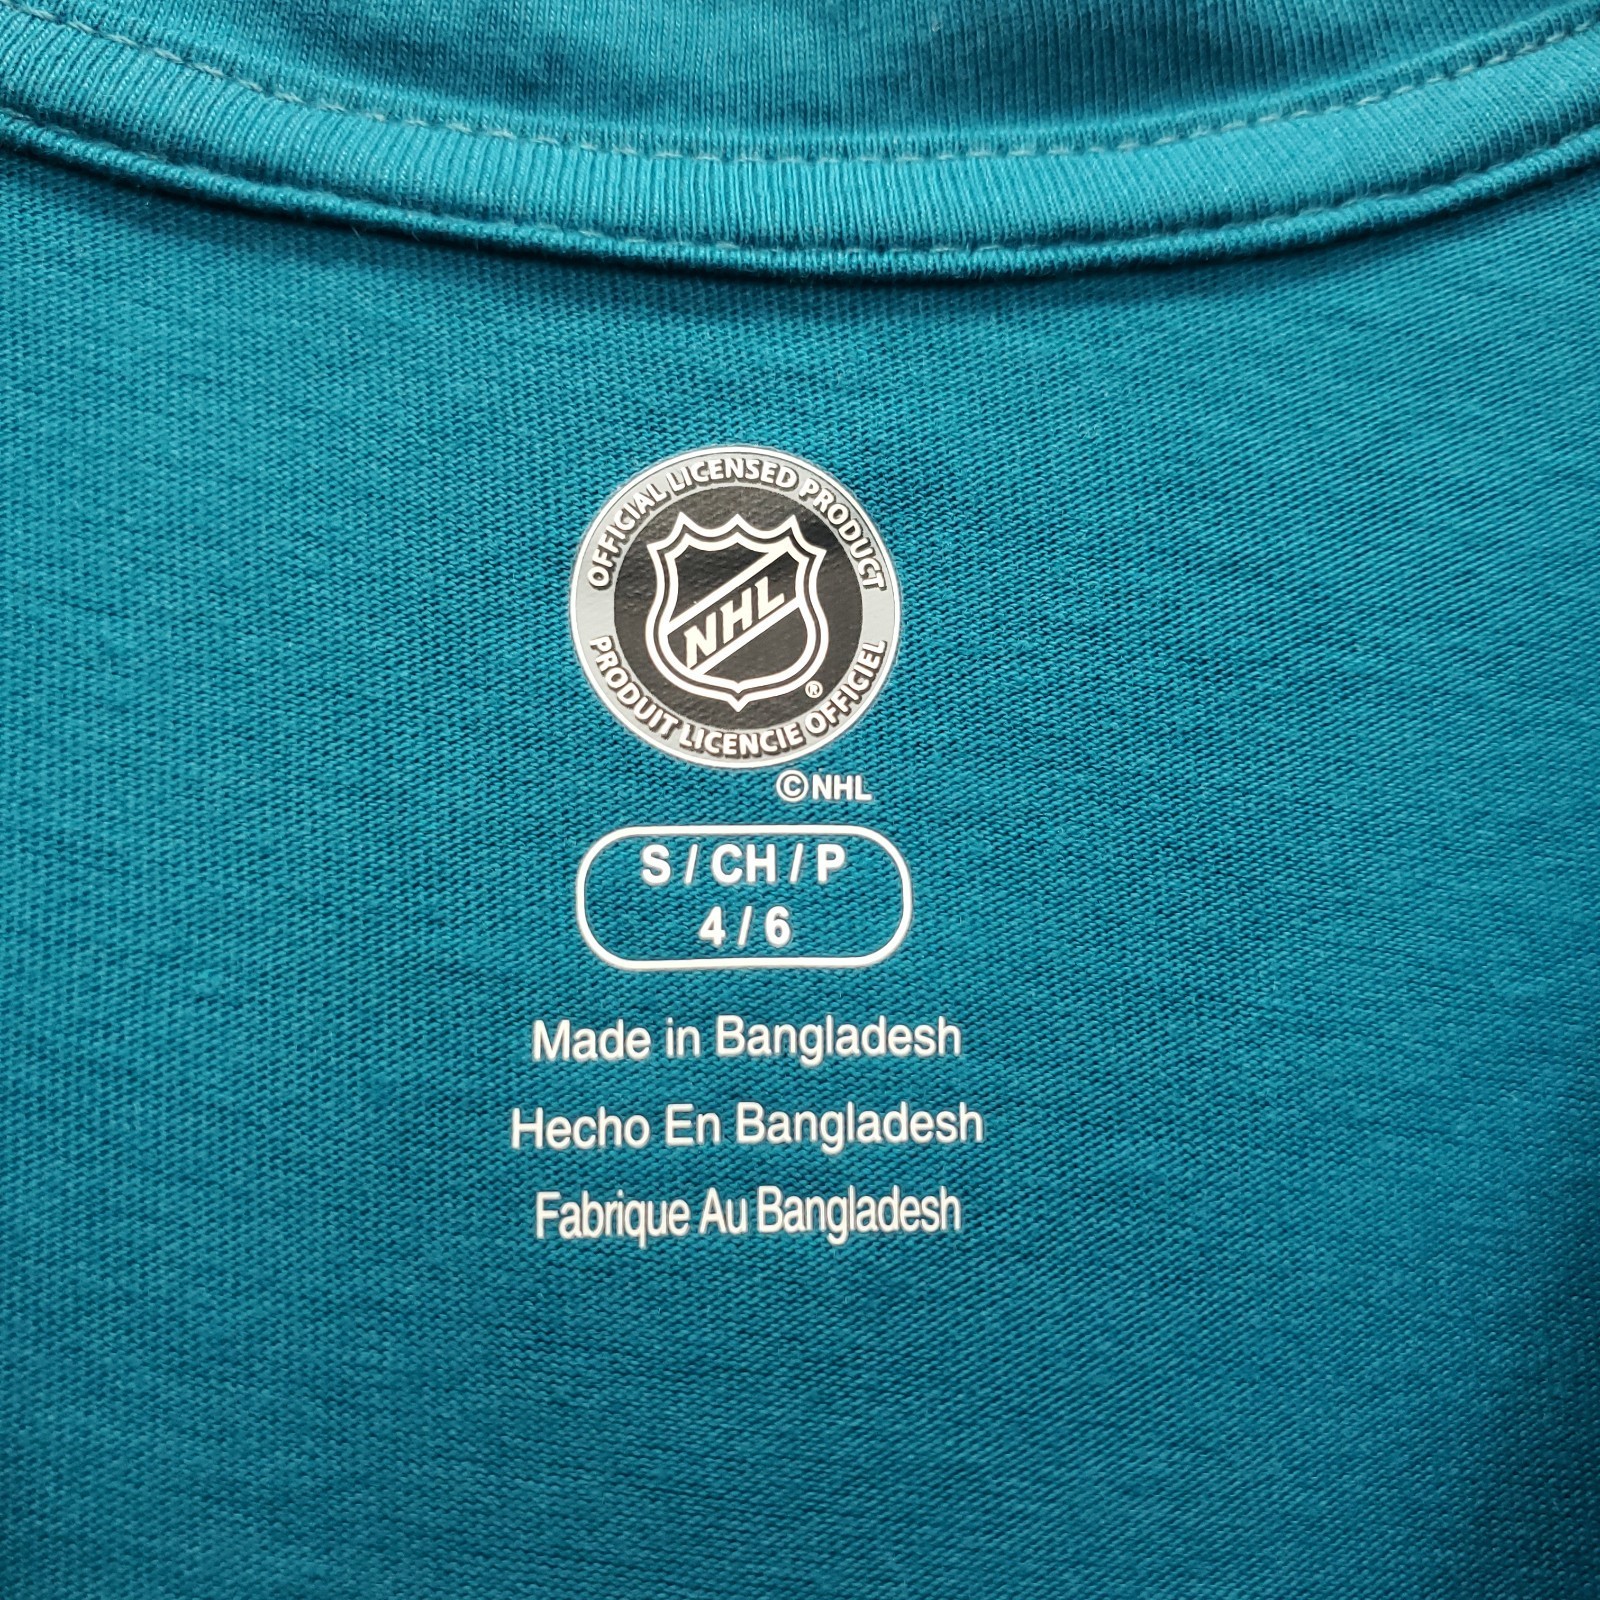 OFFICIAL LICENSED PRODUCT
NHL
®
PRODUIT LICENCIE OFFICIEL
©NHL
S / CH / P
4 / 6
Made in Bangladesh
Hecho En Bangladesh
Fabrique Au Bangladesh